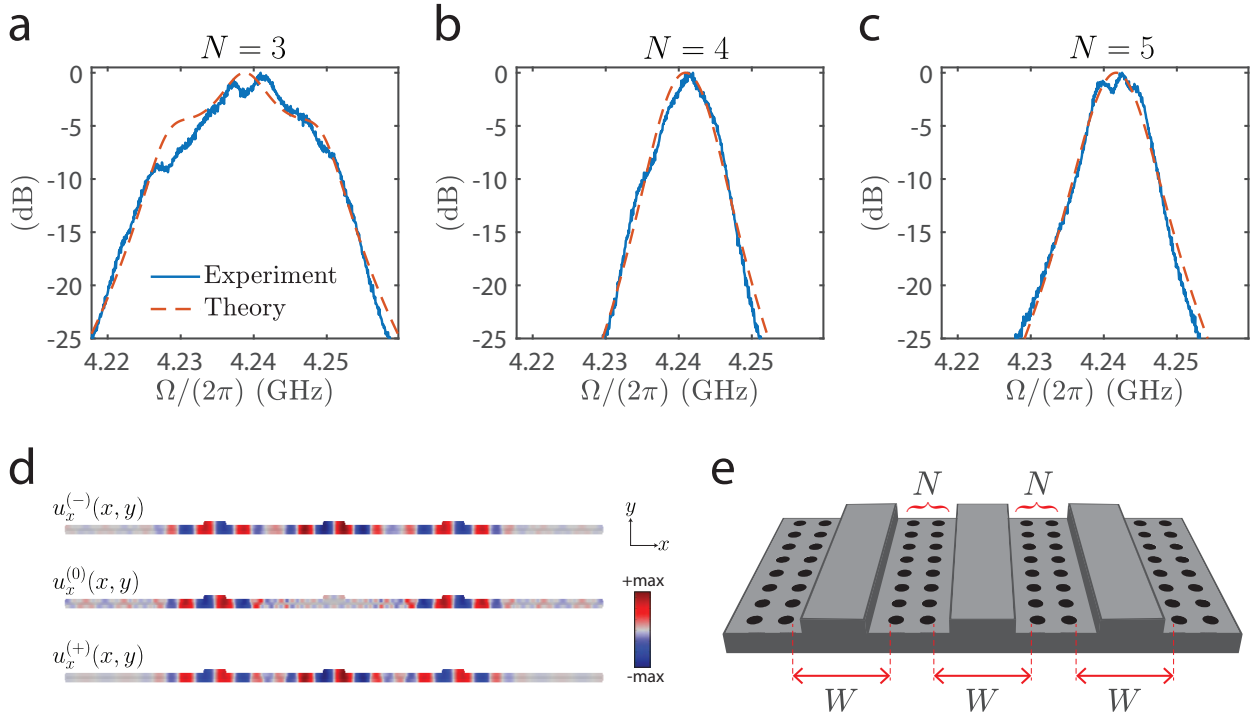 a
N = 3
0
-5
-10
-15
-20
-25
(dB)
Experiment
Theory
4.22 4.23 4.24 4.25
Ω/(2π) (GHz)
b
N = 4
0
-5
-10
-15
-20
-25
(dB)
4.22 4.23 4.24 4.25
Ω/(2π) (GHz)
c
N = 5
0
-5
-10
-15
-20
-25
(dB)
4.22 4.23 4.24 4.25
Ω/(2π) (GHz)
d
u_x^{(-)}(x, y)
u_x^{(0)}(x, y)
u_x^{(+)}(x, y)
y
x
+max
-max
e
N N
W W W